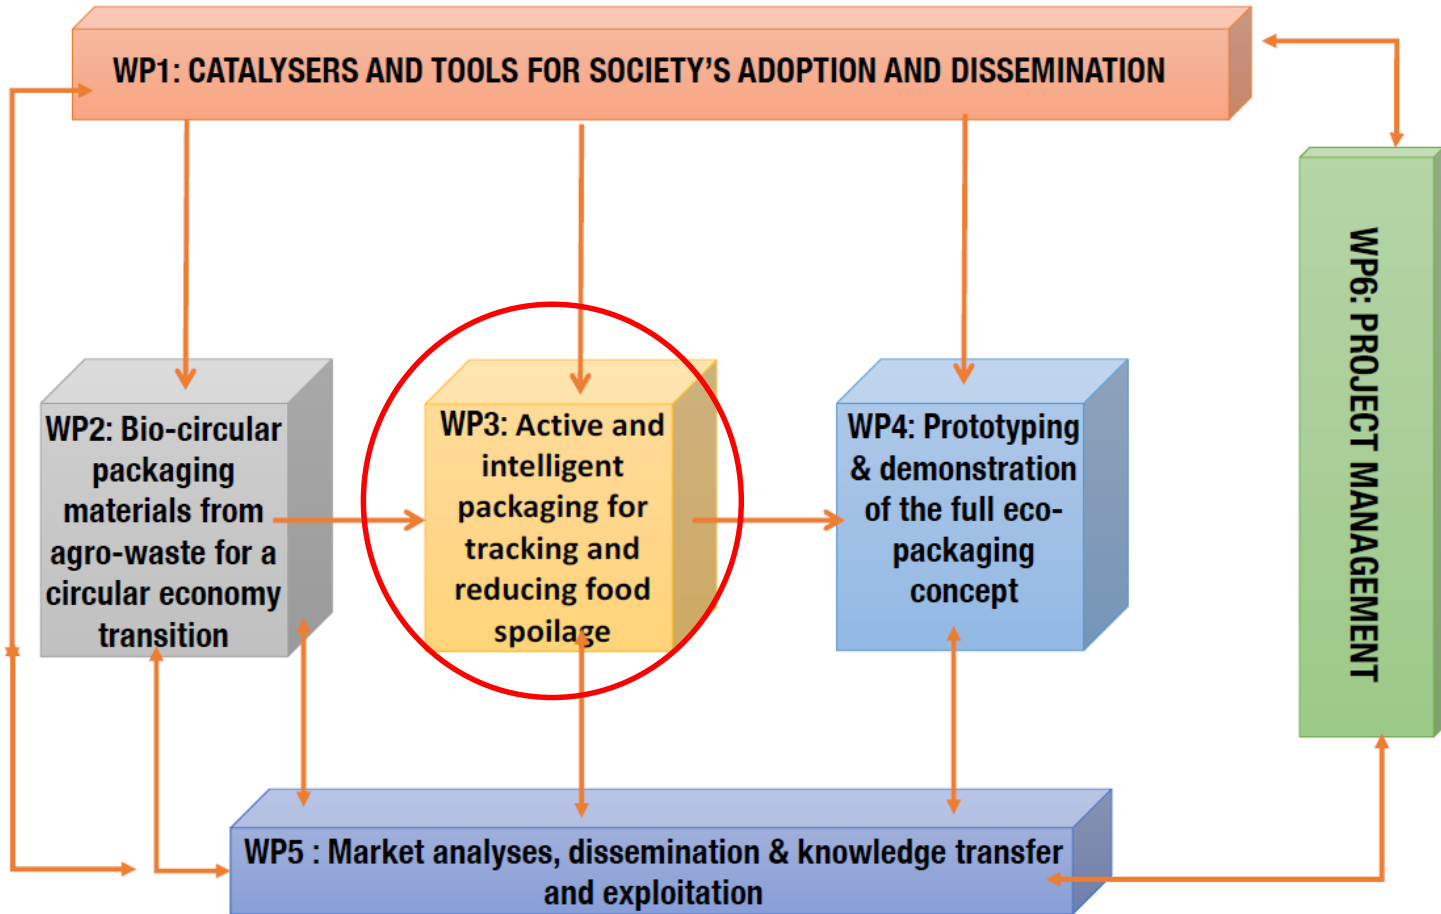 WP1: CATALYSERS AND TOOLS FOR SOCIETY'S ADOPTION AND DISSEMINATION
WP2: Bio-circular
packaging
materials from
agro-waste for a
circular economy
transition
WP3: Active and
intelligent
packaging for
tracking and
reducing food
spoilage
WP4: Prototyping
& demonstration
of the full eco-
packaging
concept
WP6: PROJECT MANAGEMENT
WP5 : Market analyses, dissemination & knowledge transfer
and exploitation